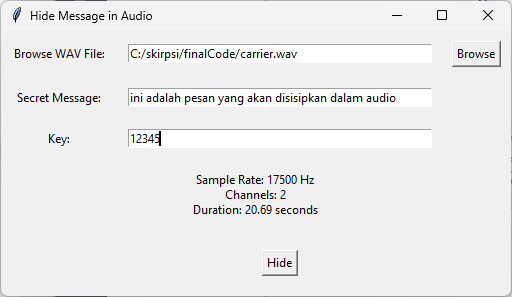 Hide Message in Audio
Browse WAV File: C:/skirpsi/finalCode/carrier.wav Browse
Secret Message: ini adalah pesan yang akan disisipkan dalam audio
Key: 12345
Sample Rate: 17500 Hz
Channels: 2
Duration: 20.69 seconds
Hide